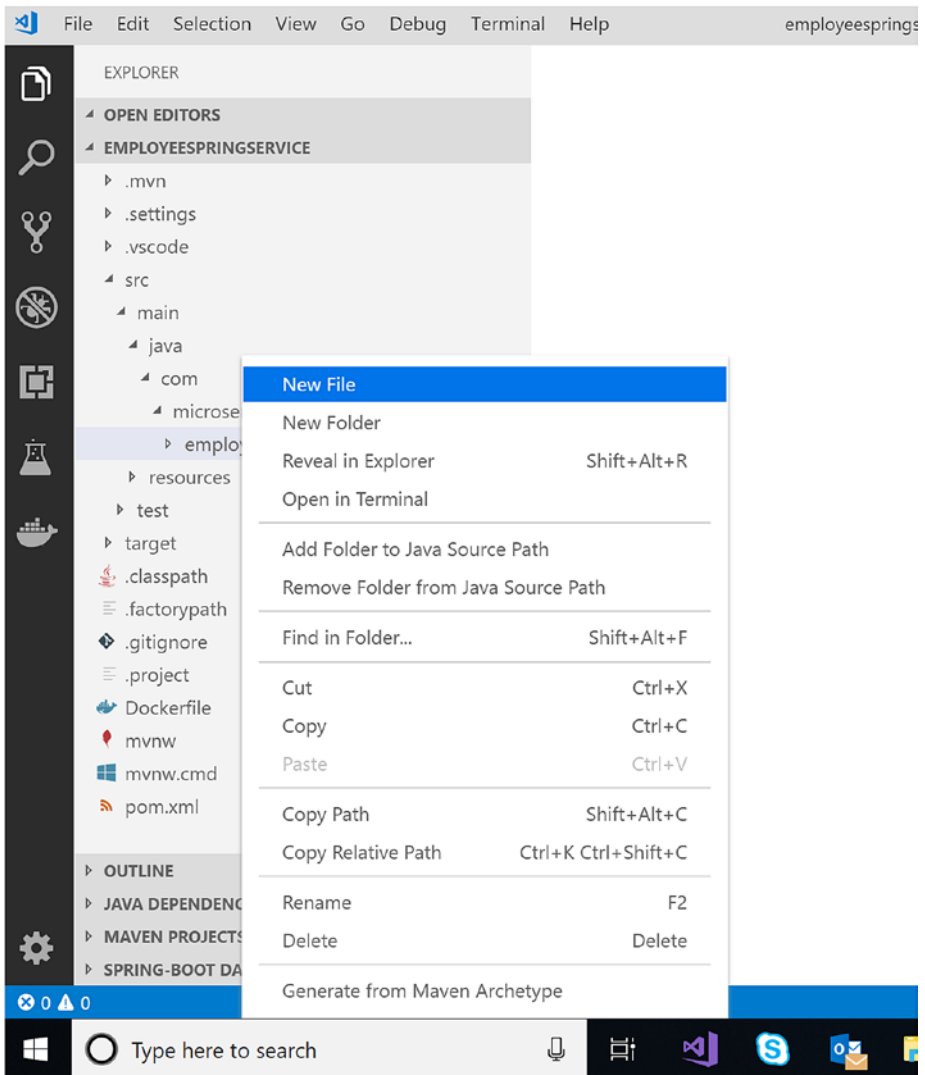 File Edit Selection View Go Debug Terminal Help employeesprings
EXPLORER
OPEN EDITORS
EMPLOYEESPRINGSERVICE
.mvn
.settings
.vscode
src
main
java
com
microse
employ
resources
test
target
.classpath
.factorypath
.gitignore
.project
Dockerfile
mvnw
mvnw.cmd
pom.xml
OUTLINE
JAVA DEPENDENC
MAVEN PROJECTS
SPRING-BOOT DA
New File
New Folder
Reveal in Explorer Shift+Alt+R
Open in Terminal
Add Folder to Java Source Path
Remove Folder from Java Source Path
Find in Folder... Shift+Alt+F
Cut Ctrl+X
Copy Ctrl+C
Paste Ctrl+V
Copy Path Shift+Alt+C
Copy Relative Path Ctrl+K Ctrl+Shift+C
Rename F2
Delete Delete
Generate from Maven Archetype
0 0
Type here to search